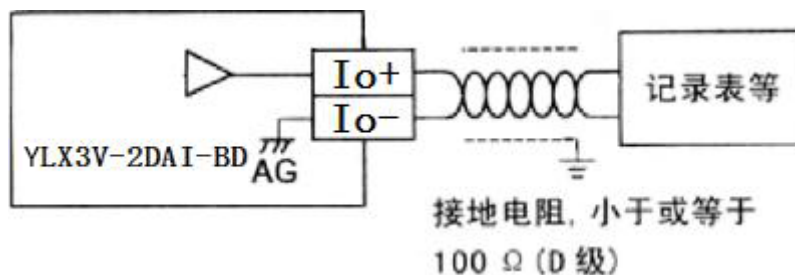 Io+
Io-
记录表等
YLX3V-2DAI-BD
AG
接地电阻, 小于或等于
100 Ω (D 级)